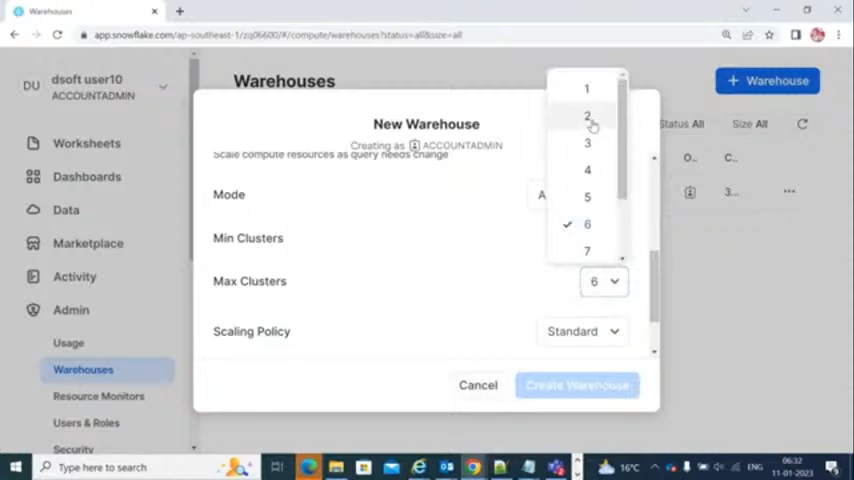 Warehouses
app.snowflake.com/ap-southeast-1/zq06600/#/compute/warehouses?status=all&size=all
DU
dsoft user10
ACCOUNTADMIN
Warehouses
+ Warehouse
Worksheets
Dashboards
Data
Marketplace
Activity
Admin
Usage
Warehouses
Resource Monitors
Users & Roles
Security
Status All
Size All
O..
C..
3...
New Warehouse
Creating as ACCOUNTADMIN
Scale compute resources as query needs change
Mode
A
Min Clusters
Max Clusters
6
Scaling Policy
Standard
1
2
3
4
5
6
7
Cancel
Create Warehouse
Type here to search
16°C
ENG
06:32
11-01-2023